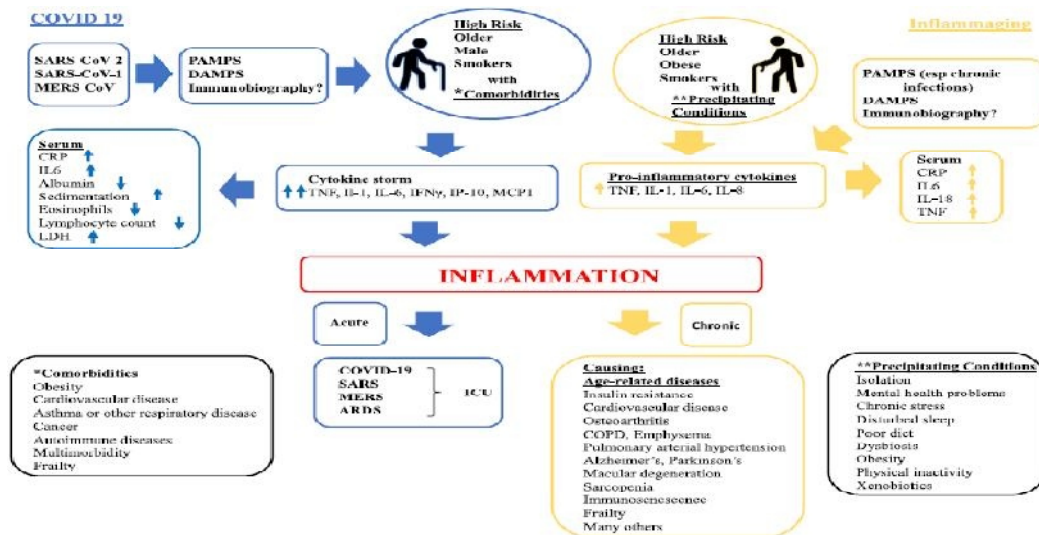 COVID 19
SARS CoV 2
SARS-CoV-1
MERS CoV
PAMPS
DAMPS
Immunobiography?
High Risk
Older
Male
Smokers
with
*Comorbidities
High Risk
Older
Obese
Smokers
with
**Precipitating
Conditions
Inflammaging
PAMPS (esp chronic
infections)
DAMPS
Immunobiography?
Serum
CRP
IL6
Albumin
Sedimentation
Eosinophils
Lymphocyte count
LDH
Cytokine storm
TNF, Il-1, IL-6, IFNγ, IP-10, MCP1
Pro-inflammatory cytokines
TNF, IL-1, IL-6, IL-8
Serum
CRP
IL6
IL-18
TNF
INFLAMMATION
Acute
Chronic
*Comorbidities
Obesity
Cardiovascular disease
Asthma or other respiratory disease
Cancer
Autoimmune diseases
Multimorbidity
Frailty
COVID-19
SARS
MERS
ARDS
ICU
Causing:
Age-related diseases
Insulin resistance
Cardiovascular disease
Osteoarthritis
COPD, Emphysema
Pulmonary arterial hypertension
Alzheimer's, Parkinson's
Macular degeneration
Sarcopenia
Immunosenescence
Frailty
Many others
**Precipitating Conditions
Isolation
Mental health problems
Chronic stress
Disturbed sleep
Poor diet
Dysbiosis
Obesity
Physical inactivity
Xenobiotics